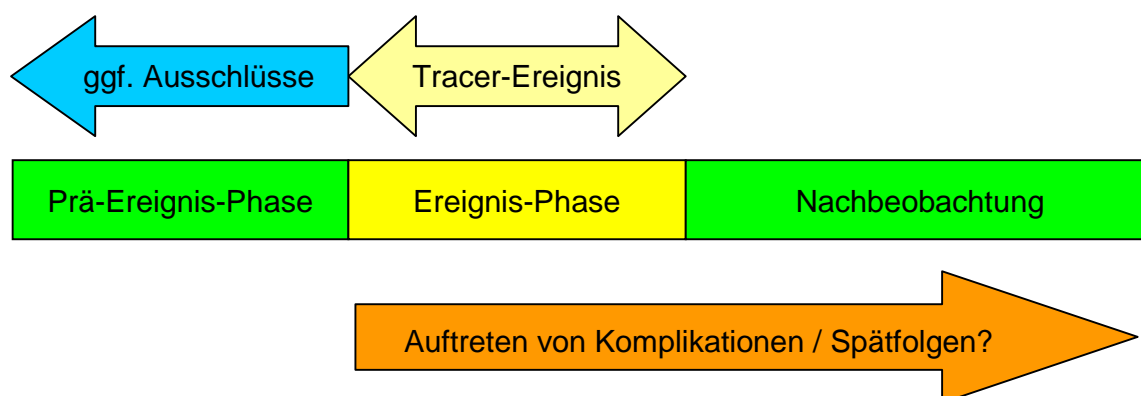 ggf. Ausschlüsse
Tracer-Ereignis
Prä-Ereignis-Phase
Ereignis-Phase
Nachbeobachtung
Auftreten von Komplikationen / Spätfolgen?